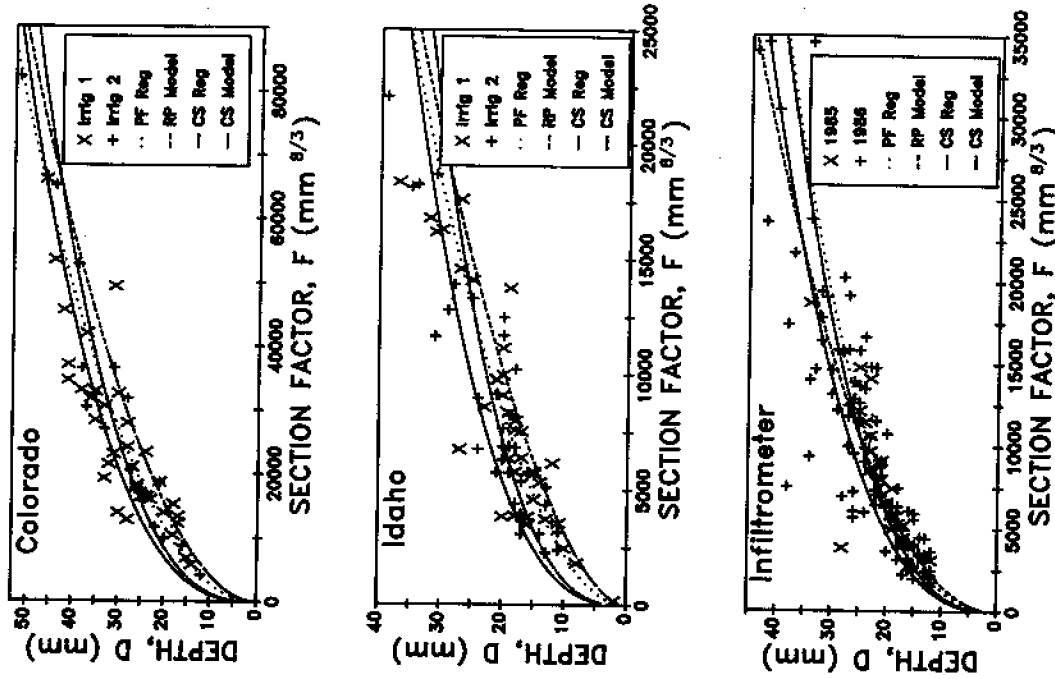 Colorado
DEPTH, D (mm)
50
40
30
20
10
0
0
20000
40000
60000
80000
SECTION FACTOR, F (mm 8/3)
× Irrig 1
+ Irrig 2
·· PF Reg
-- RP Model
— CS Reg
— CS Model
Idaho
DEPTH, D (mm)
40
30
20
10
0
0
5000
10000
15000
20000
25000
SECTION FACTOR, F (mm 8/3)
× Irrig 1
+ Irrig 2
·· PF Reg
-- RP Model
— CS Reg
— CS Model
Infiltrometer
DEPTH, D (mm)
40
30
20
10
0
0
5000
10000
15000
20000
25000
30000
35000
SECTION FACTOR, F (mm 8/3)
× 1985
+ 1986
·· PF Reg
-- RP Model
— CS Reg
— CS Model